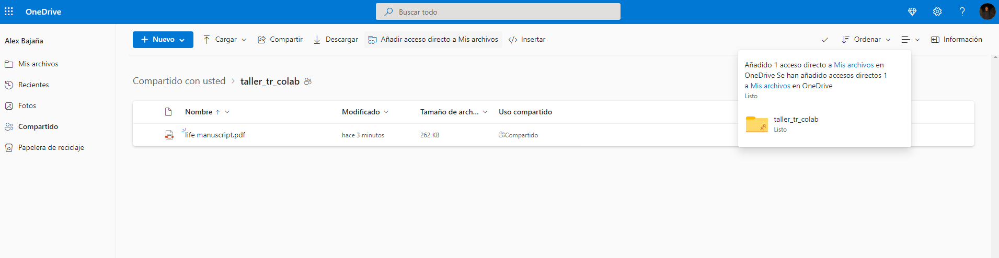 OneDrive
Buscar todo
Alex Bajaña
Mis archivos
Recientes
Fotos
Compartido
Papelera de reciclaje
Nuevo Cargar Compartir Descargar Añadir acceso directo a Mis archivos Insertar Ordenar Información
Compartido con usted > taller_tr_colab
Nombre Modificado Tamaño de arch... Uso compartido
life manuscript.pdf hace 3 minutos 262 KB Compartido
Añadido 1 acceso directo a Mis archivos en
OneDrive Se han añadido accesos directos 1
a Mis archivos en OneDrive
Listo
taller_tr_colab
Listo